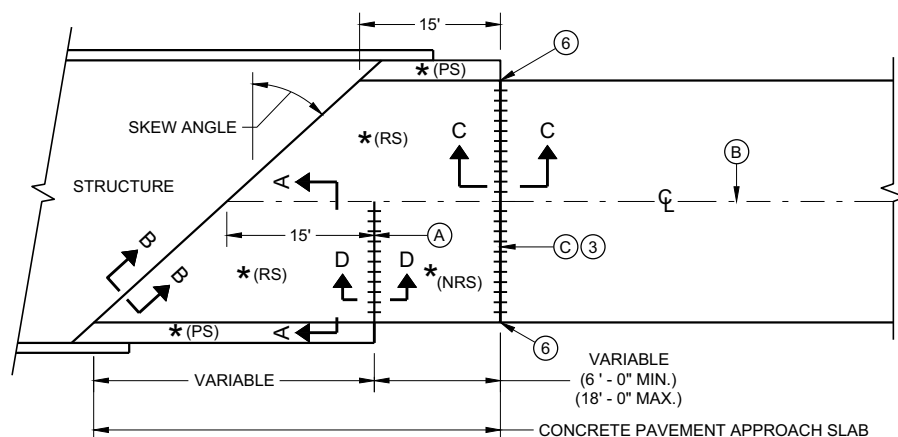 15'
6
*(PS)
SKEW ANGLE
*(RS)
C
C
B
STRUCTURE
A
℄
15'
A
B
B
D
D
C
3
*(RS)
*(NRS)
*(PS)
A
6
VARIABLE
VARIABLE
(6 ' - 0" MIN.)
(18' - 0" MAX.)
CONCRETE PAVEMENT APPROACH SLAB